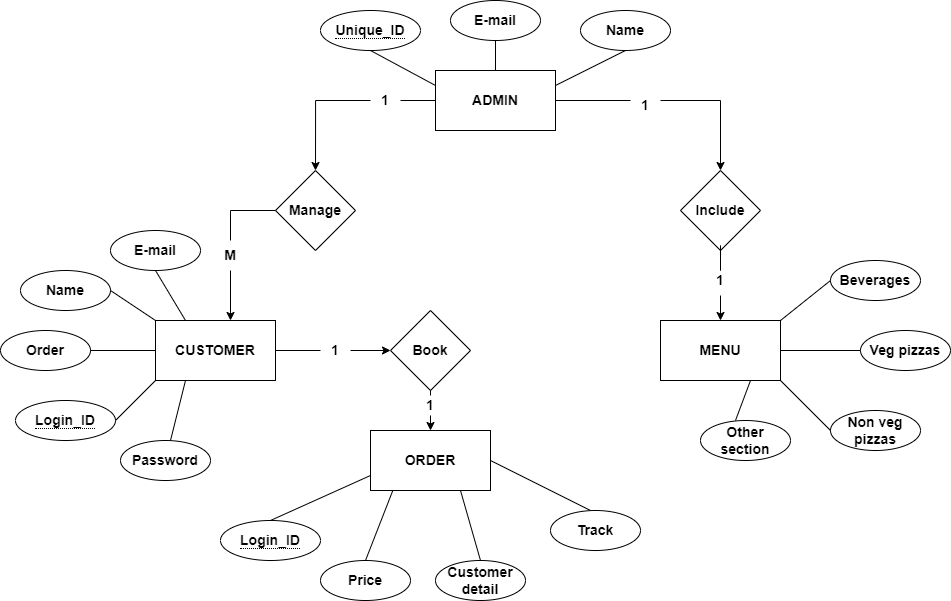 E-mail
Unique_ID
Name
ADMIN
1
1
Manage
Include
E-mail
M
Name
1
Beverages
Order
CUSTOMER
1
Book
MENU
Veg pizzas
1
Login_ID
Non veg
pizzas
Other
section
Password
ORDER
Login_ID
Track
Price
Customer
detail